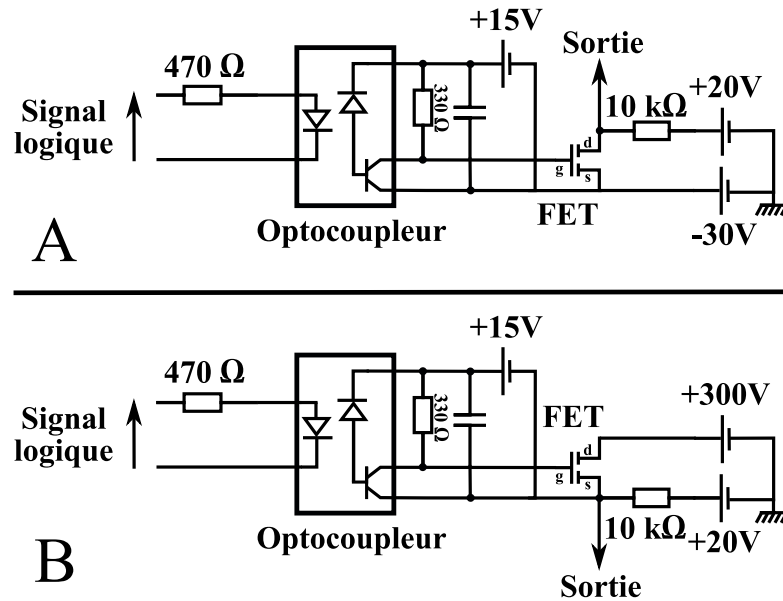 +15V
Sortie
470 Ω
+20V
10 kΩ
330 Ω
Signal
logique
d
g
s
FET
Optocoupleur
-30V
A
+15V
470 Ω
+300V
FET
330 Ω
Signal
logique
d
g
s
10 kΩ
+20V
Optocoupleur
B
Sortie